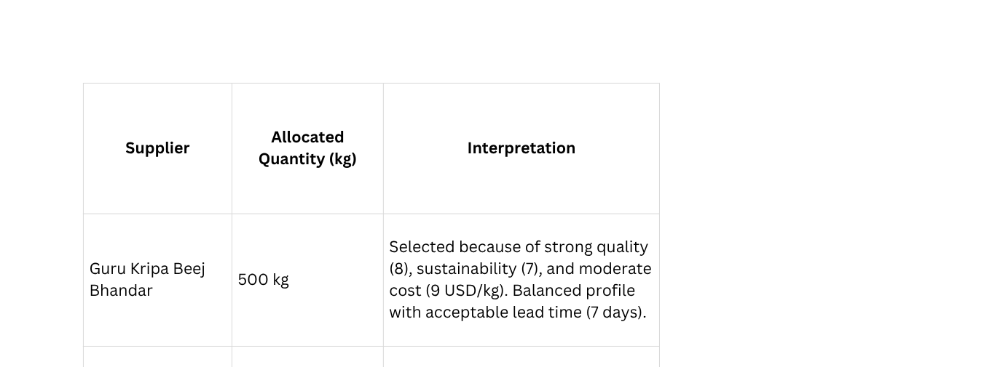 Supplier
Allocated
Quantity (kg)
Interpretation
Guru Kripa Beej
Bhandar
500 kg
Selected because of strong quality
(8), sustainability (7), and moderate
cost (9 USD/kg). Balanced profile
with acceptable lead time (7 days).